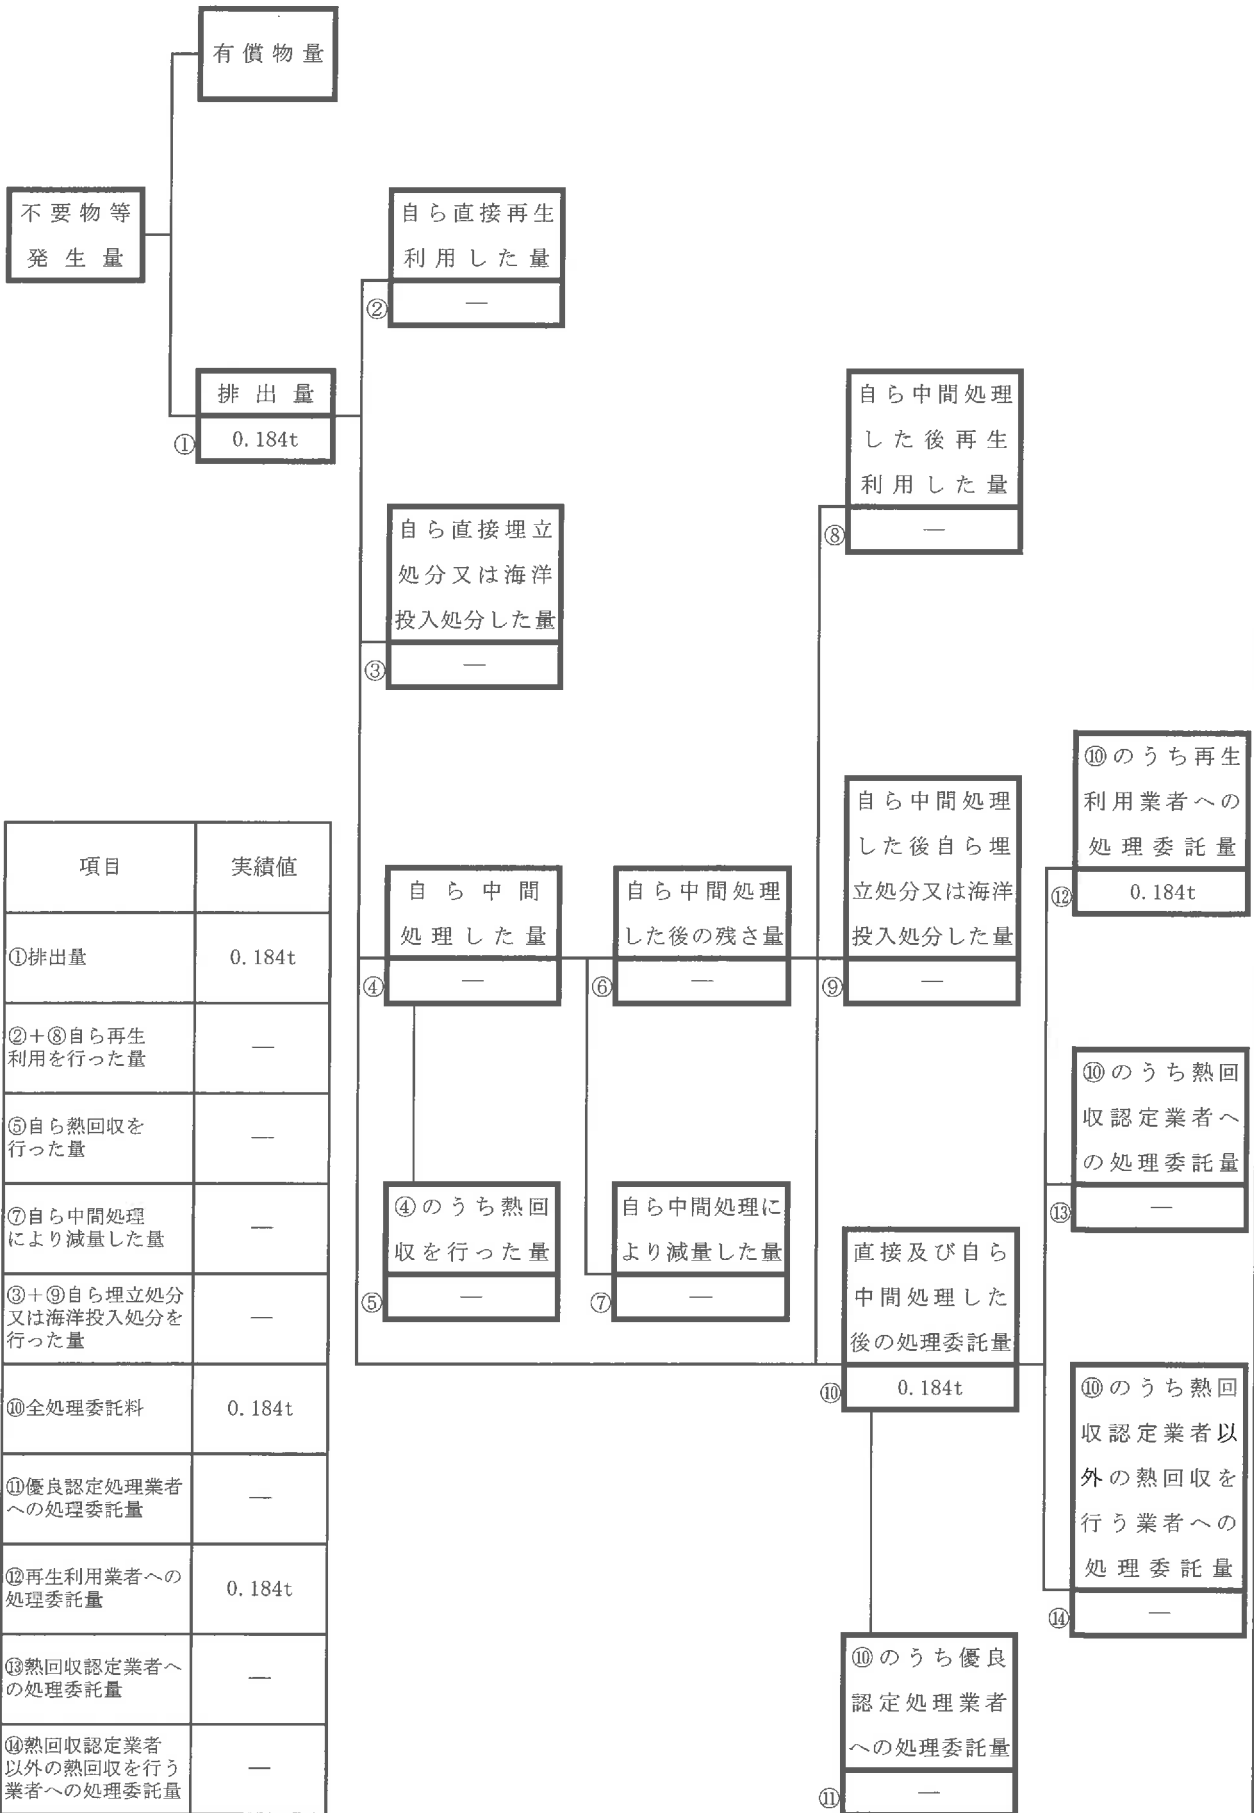 有償物量
不要物等
発生量
排出量
① 0.184t
自ら直接再生
利用した量
② ―
自ら直接埋立
処分又は海洋
投入処分した量
③ ―
自ら中間
処理した量
④ ―
④のうち熱回
収を行った量
⑤ ―
自ら中間処理
した後の残さ量
⑥ ―
自ら中間処理に
より減量した量
⑦ ―
自ら中間処理
した後再生
利用した量
⑧ ―
自ら中間処理
した後自ら埋
立処分又は海洋
投入処分した量
⑨ ―
直接及び自ら
中間処理した
後の処理委託量
⑩ 0.184t
⑩のうち優良
認定処理業者
への処理委託量
⑪ ―
⑩のうち再生
利用業者への
処理委託量
⑫ 0.184t
⑩のうち熱回
収認定業者へ
の処理委託量
⑬ ―
⑩のうち熱回
収認定業者以
外の熱回収を
行う業者への
処理委託量
⑭ ―
項目 実績値
①排出量 0.184t
②+⑧自ら再生
利用を行った量 ―
⑤自ら熱回収を
行った量 ―
⑦自ら中間処理
により減量した量 ―
③+⑨自ら埋立処分
又は海洋投入処分を
行った量 ―
⑩全処理委託料 0.184t
⑪優良認定処理業者
への処理委託量 ―
⑫再生利用業者への
処理委託量 0.184t
⑬熱回収認定業者へ
の処理委託量 ―
⑭熱回収認定業者
以外の熱回収を行う
業者への処理委託量 ―